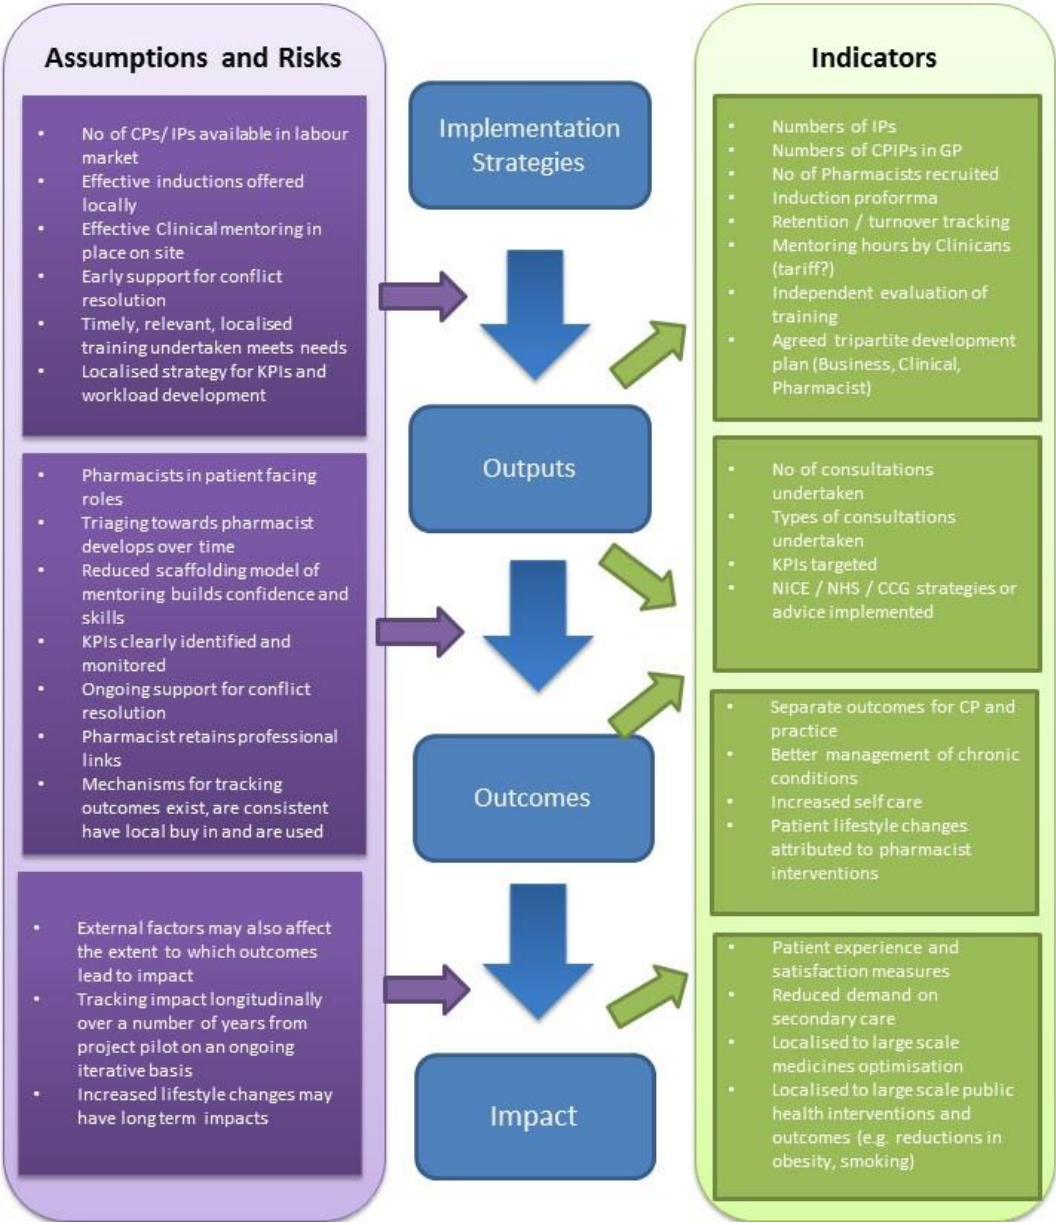 Assumptions and Risks
• No of CPs/ IPs available in labour
market
• Effective inductions offered
locally
• Effective Clinical mentoring in
place on site
• Early support for conflict
resolution
• Timely, relevant, localised
training undertaken meets needs
• Localised strategy for KPIs and
workload development
• Pharmacists in patient facing
roles
• Triaging towards pharmacist
develops over time
• Reduced scaffolding model of
mentoring builds confidence and
skills
• KPIs clearly identified and
monitored
• Ongoing support for conflict
resolution
• Pharmacist retains professional
links
• Mechanisms for tracking
outcomes exist, are consistent
have local buy in and are used
• External factors may also affect
the extent to which outcomes
lead to impact
• Tracking impact longitudinally
over a number of years from
project pilot on an ongoing
iterative basis
• Increased lifestyle changes may
have long term impacts
Implementation
Strategies
Outputs
Outcomes
Impact
Indicators
• Numbers of IPs
• Numbers of CPIPs in GP
• No of Pharmacists recruited
• Induction proforrma
• Retention / turnover tracking
• Mentoring hours by Clinicans
(tariff?)
• Independent evaluation of
training
• Agreed tripartite development
plan (Business, Clinical,
Pharmacist)
• No of consultations
undertaken
• Types of consultations
undertaken
• KPIs targeted
• NICE / NHS / CCG strategies or
advice implemented
• Separate outcomes for CP and
practice
• Better management of chronic
conditions
• Increased self care
• Patient lifestyle changes
attributed to pharmacist
interventions
• Patient experience and
satisfaction measures
• Reduced demand on
secondary care
• Localised to large scale
medicines optimisation
• Localised to large scale public
health interventions and
outcomes (e.g. reductions in
obesity, smoking)